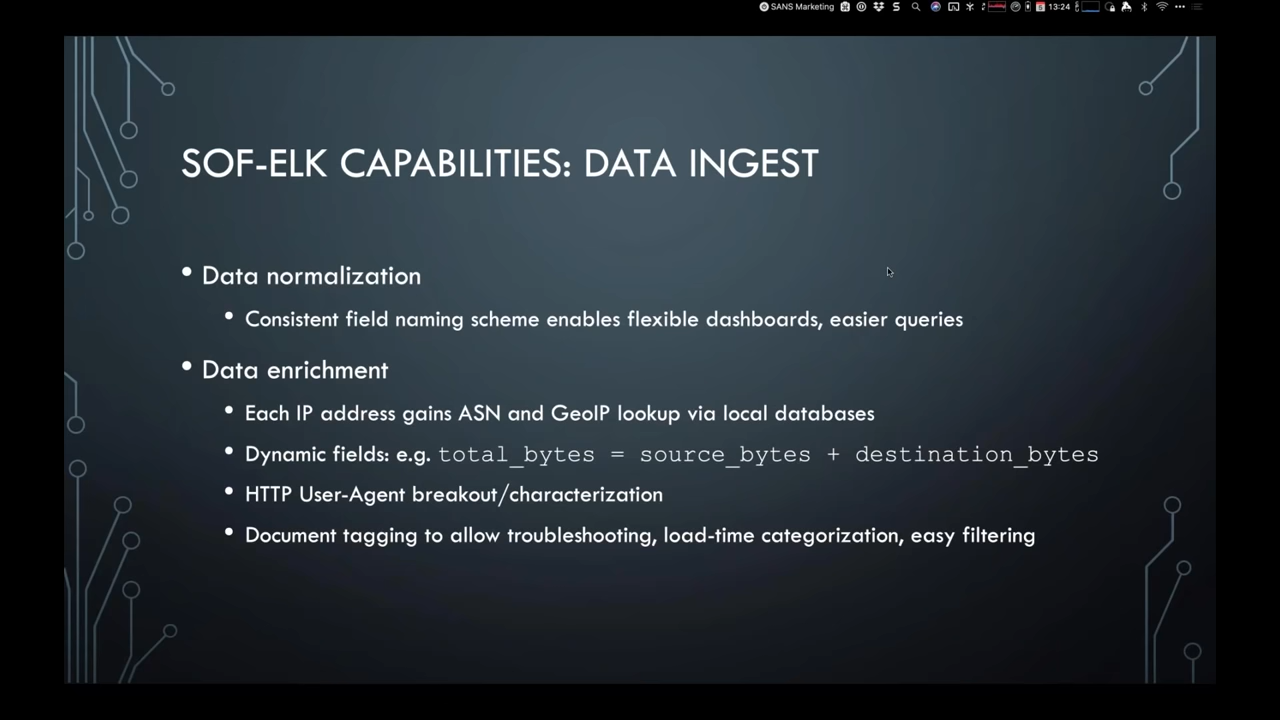 SANS Marketing
13:24
SOF-ELK CAPABILITIES: DATA INGEST
• Data normalization
• Consistent field naming scheme enables flexible dashboards, easier queries
• Data enrichment
• Each IP address gains ASN and GeoIP lookup via local databases
• Dynamic fields: e.g. total_bytes = source_bytes + destination_bytes
• HTTP User-Agent breakout/characterization
• Document tagging to allow troubleshooting, load-time categorization, easy filtering